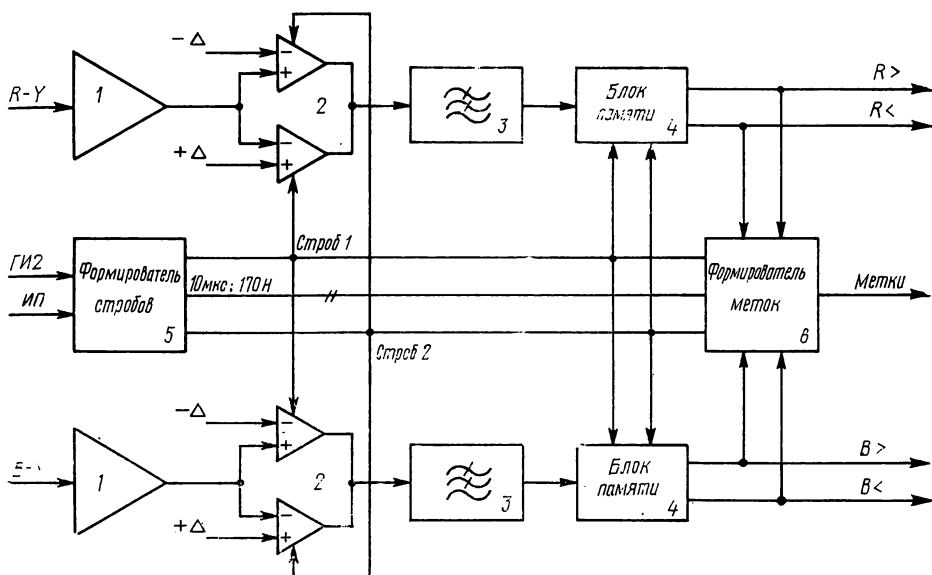 R-Y
1
-Δ
- +
- +
+Δ
2
3
Блок
памяти
4
R>
R<
ГИ2
ИП
Формирователь
стробов
5
Строб 1
10мкс; 170Н
Строб 2
Формирователь
меток
6
Метки
1
-Δ
- +
- +
+Δ
2
3
Блок
памяти
4
B>
B<